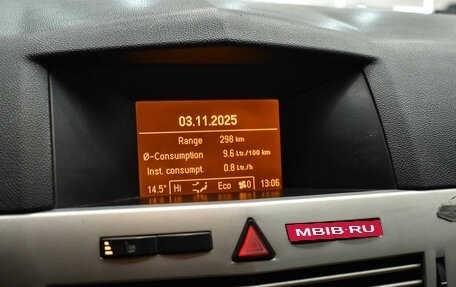 03.11.2025
Range 298 km
Ø-Consumption 9.6 Ltr./100 km
Inst consumpt. 0.8 Ltr./h
14.5° Hi Eco 0 13:06
MBIB.RU